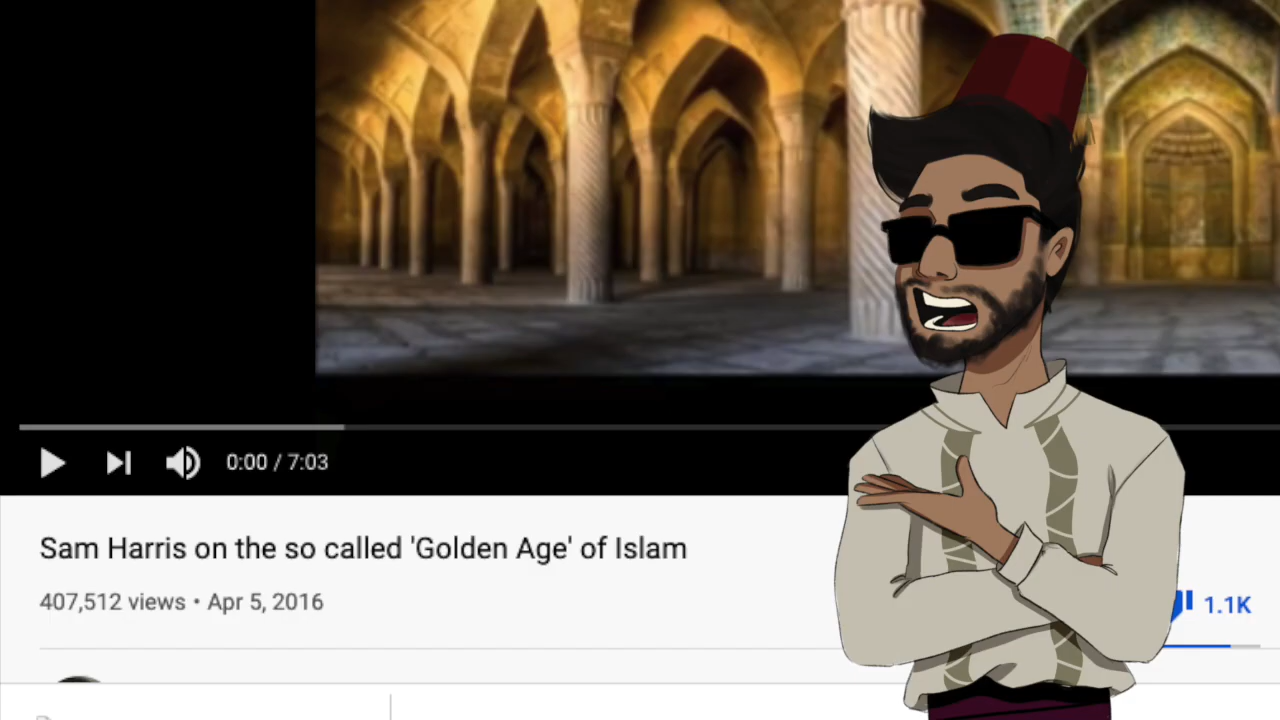 0:00 / 7:03
Sam Harris on the so called 'Golden Age' of Islam
407,512 views • Apr 5, 2016
1.1K